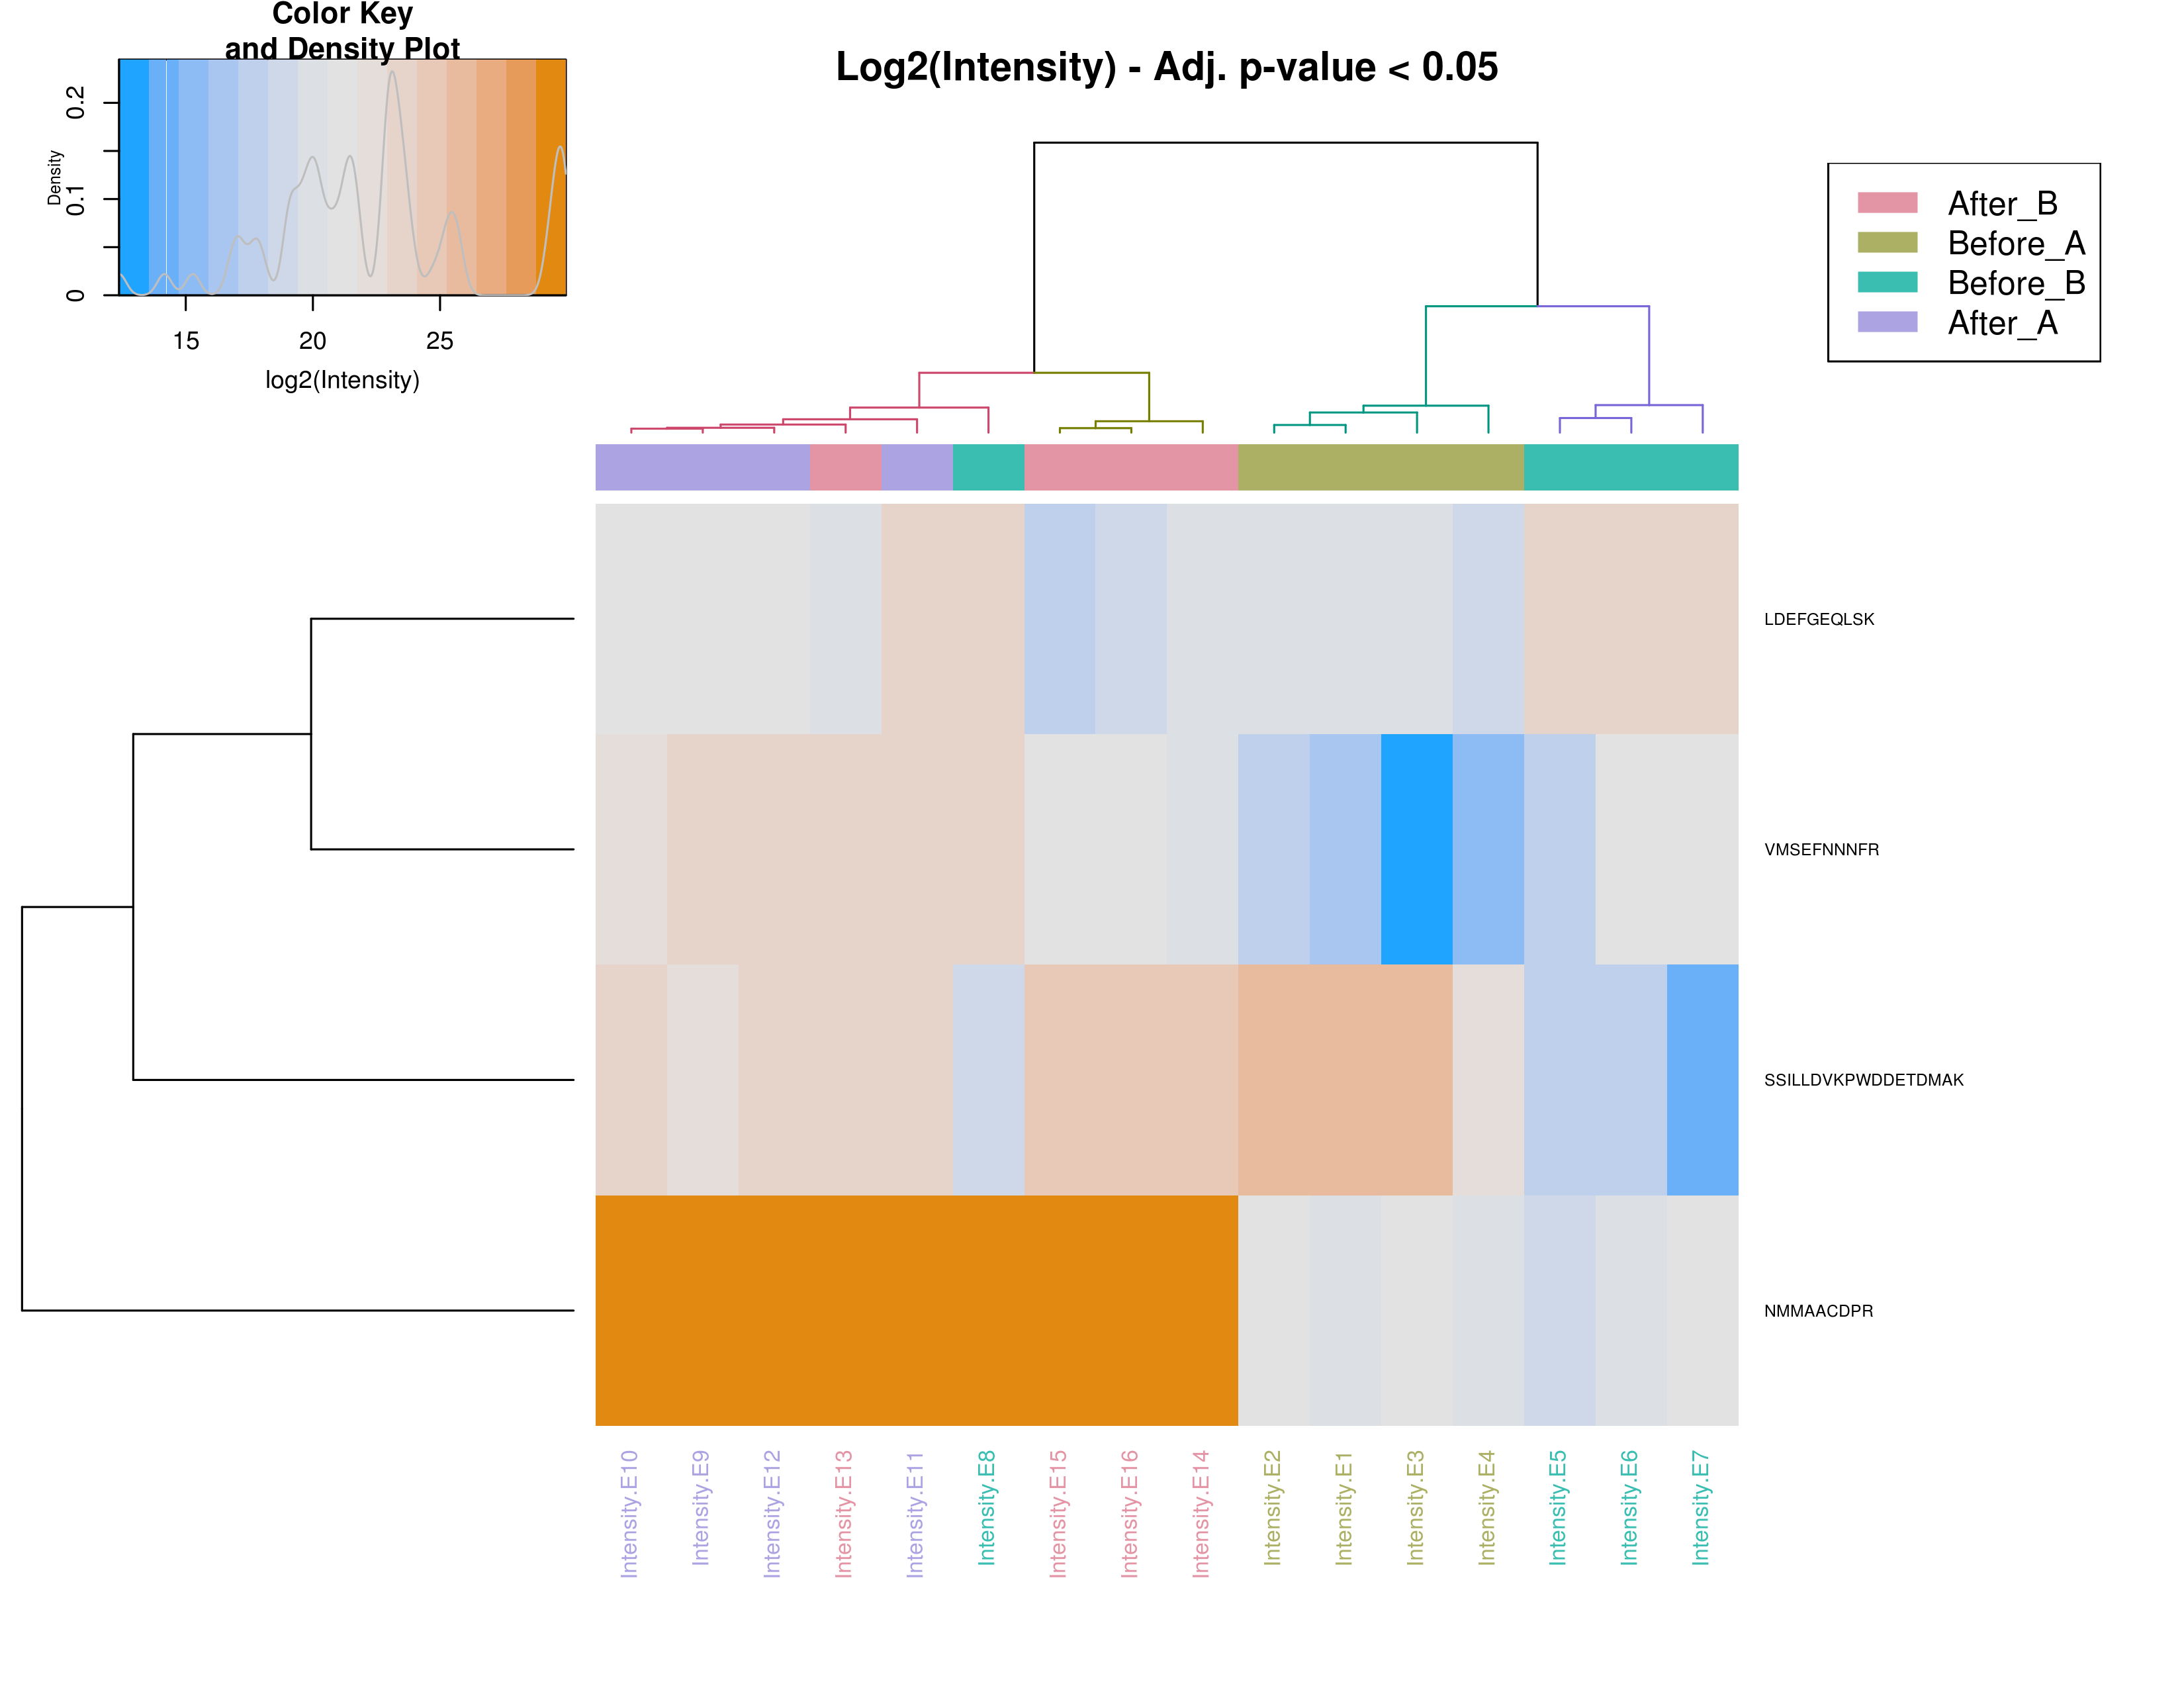 Color Key
and Density Plot
Density
0
0.1
0.2
15 20 25
log2(Intensity)
Log2(Intensity) - Adj. p-value < 0.05
After_B
Before_A
Before_B
After_A
LDEFGEQLSK
VMSEFNNNFR
SSILLDVKPWDDETDMAK
NMMAACDPR
Intensity.E10
Intensity.E9
Intensity.E12
Intensity.E13
Intensity.E11
Intensity.E8
Intensity.E15
Intensity.E16
Intensity.E14
Intensity.E2
Intensity.E1
Intensity.E3
Intensity.E4
Intensity.E5
Intensity.E6
Intensity.E7